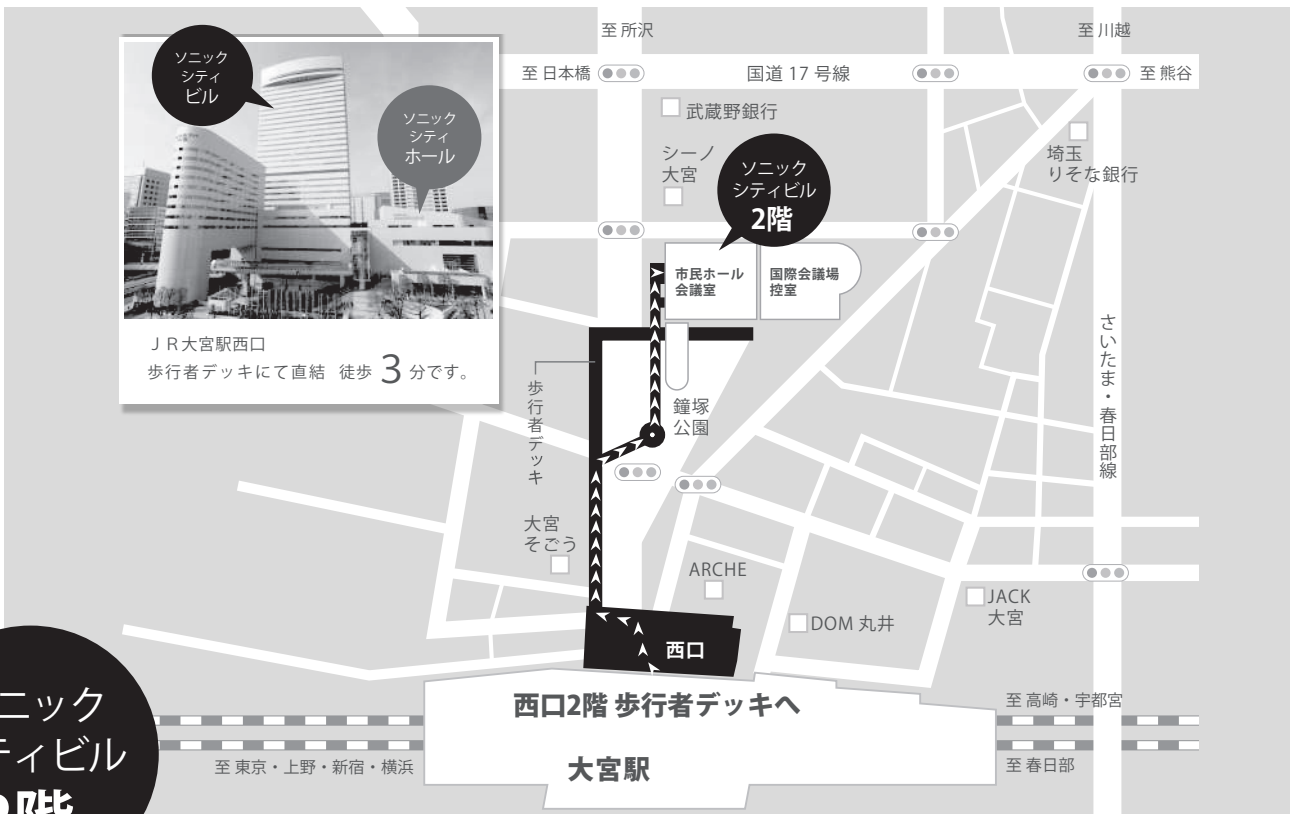 ソニック
シティ
ビル
ソニック
シティ
ホール
JR大宮駅西口
歩行者デッキにて直結 徒歩 3 分です。
至 所沢
至 川越
至 日本橋
国道 17 号線
至 熊谷
武蔵野銀行
シーノ
大宮
ソニック
シティビル
2階
埼玉
りそな銀行
市民ホール
会議室
国際会議場
控室
さいたま・春日部線
歩行者デッキ
鐘塚
公園
大宮
そごう
ARCHE
JACK
大宮
DOM 丸井
西口
西口2階 歩行者デッキへ
大宮駅
至 高崎・宇都宮
至 東京・上野・新宿・横浜
至 春日部
ニック
ティビル
2階